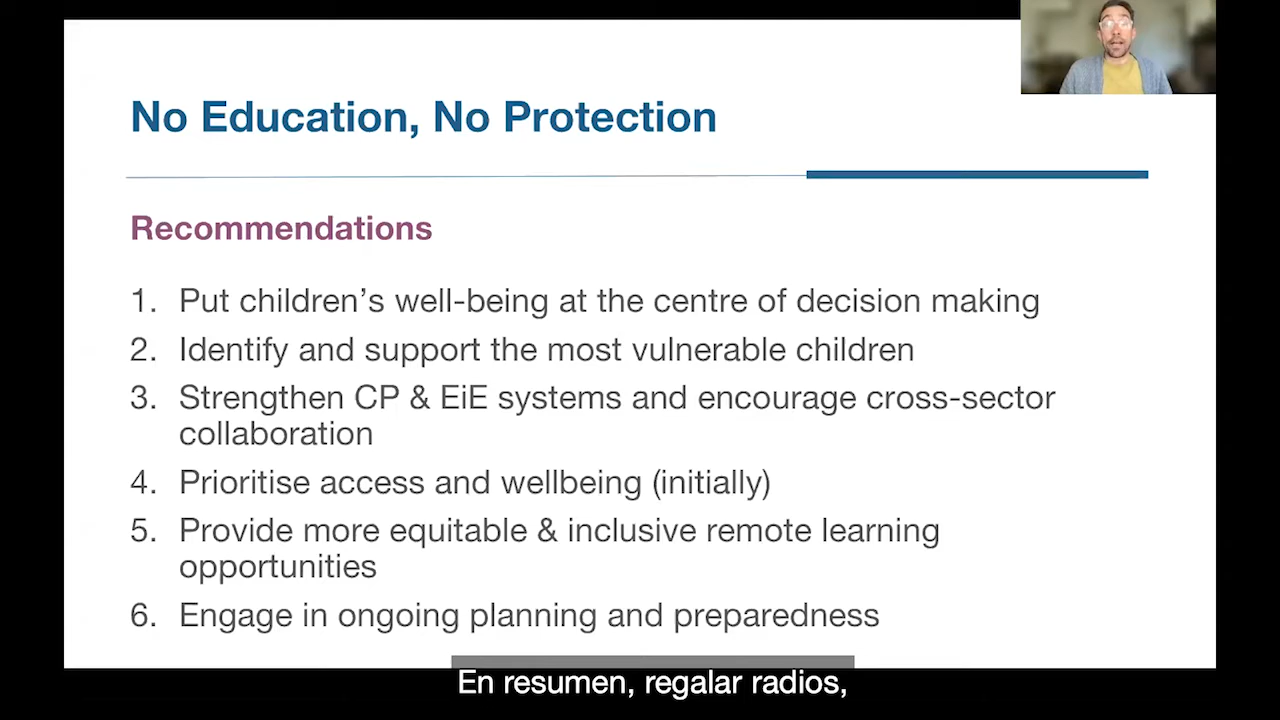 No Education, No Protection
Recommendations
1. Put children’s well-being at the centre of decision making
2. Identify and support the most vulnerable children
3. Strengthen CP & EiE systems and encourage cross-sector
collaboration
4. Prioritise access and wellbeing (initially)
5. Provide more equitable & inclusive remote learning
opportunities
6. Engage in ongoing planning and preparedness
En resumen, regalar radios,